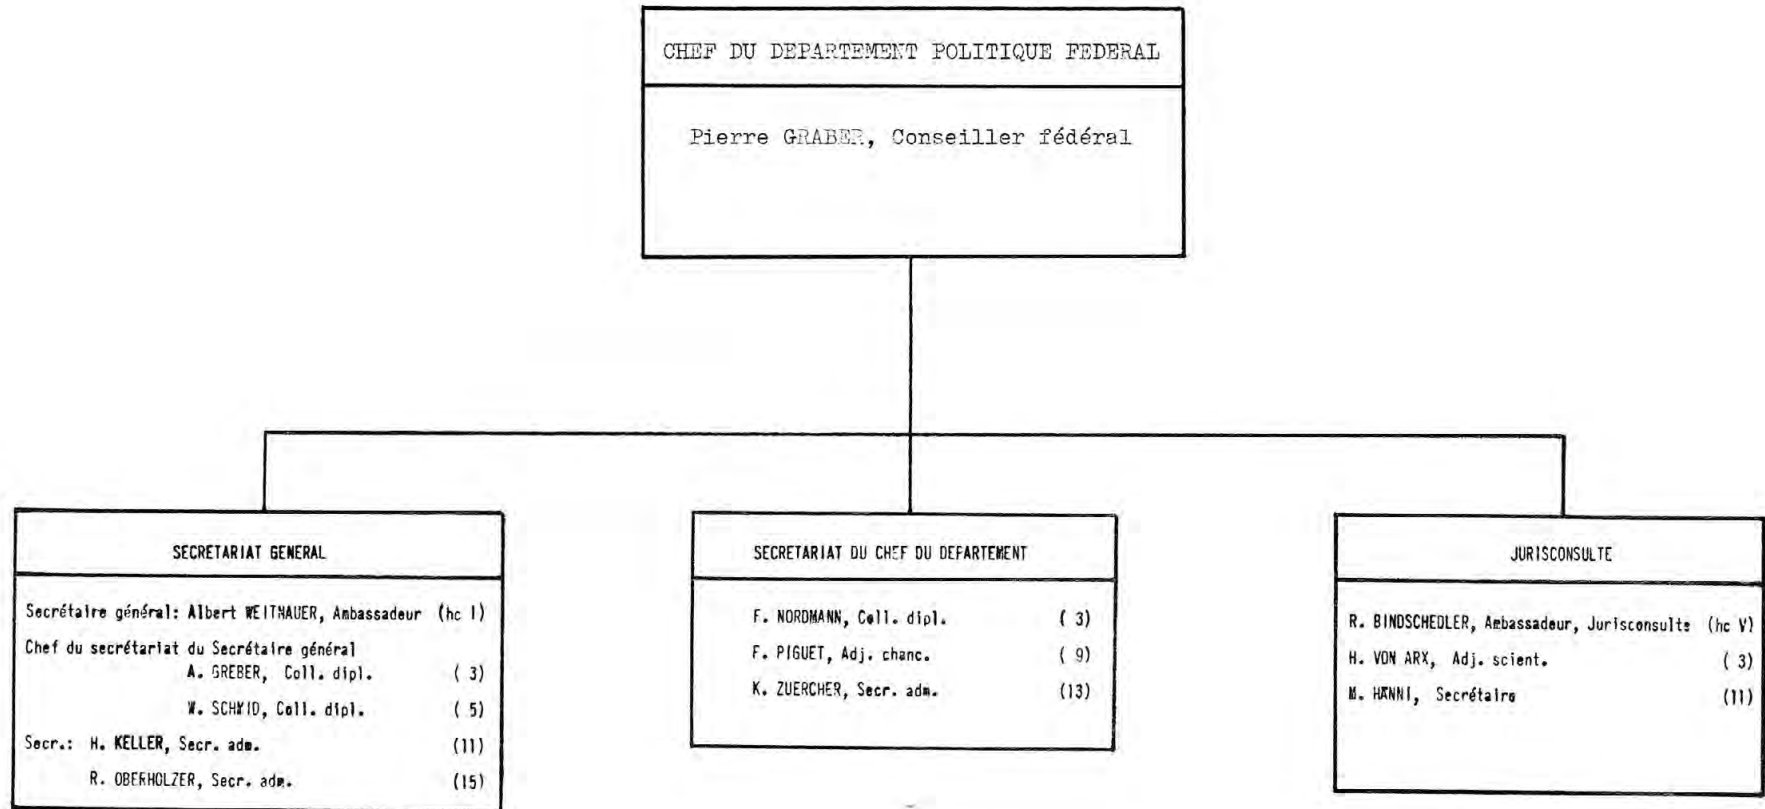 CHEF DU DEPARTEMENT POLITIQUE FEDERAL
Pierre GRABER, Conseiller fédéral
SECRETARIAT GENERAL
Secrétaire général: Albert WEITNAUER, Ambassadeur (hc I)
Chef du secrétariat du Secrétaire général
A. GREBER, Coll. dipl. ( 3)
W. SCHMID, Coll. dipl. ( 5)
Secr.: H. KELLER, Secr. adm. (11)
R. OBERHOLZER, Secr. adm. (15)
SECRETARIAT DU CHEF DU DEPARTEMENT
F. NORDMANN, Coll. dipl. ( 3)
F. PIGUET, Adj. chanc. ( 9)
K. ZUERCHER, Secr. adm. (13)
JURISCONSULTE
R. BINDSCHEDLER, Ambassadeur, Jurisconsulte (hc V)
H. VON ARX, Adj. scient. ( 3)
M. HÄNNI, Secrétaire (11)